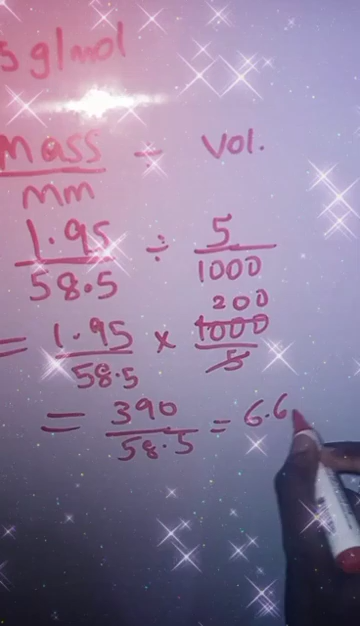 5 g/mol
Mass/mm ÷ Vol.
1.95/58.5 ÷ 5/1000
= 1.95/58.5 x 1000/5 200
= 390/58.5 = 6.6